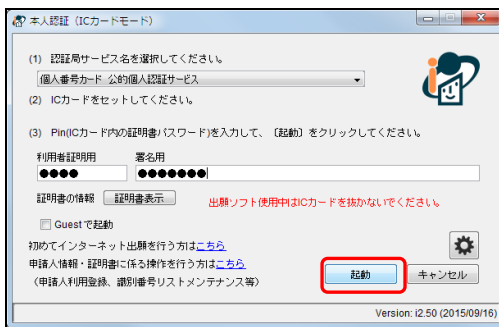 本人認証（ICカードモード）
(1) 認証局サービス名を選択してください。
個人番号カード 公的個人認証サービス
(2) ICカードをセットしてください。
(3) Pin(ICカード内の証明書パスワード)を入力して、〔起動〕をクリックしてください。
利用者証明用 署名用
●●●● ●●●●●●●
証明書の情報 証明書表示 出願ソフト使用中はICカードを抜かないでください。
Guestで起動
初めてインターネット出願を行う方はこちら
申請人情報・証明書に係る操作を行う方はこちら
（申請人利用登録、識別番号リストメンテナンス等）
起動 キャンセル
Version: i2.50 (2015/09/16)